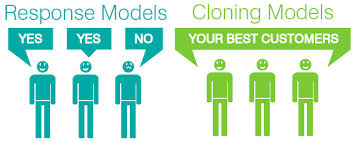 Response Models
YES YES NO
Cloning Models
YOUR BEST CUSTOMERS